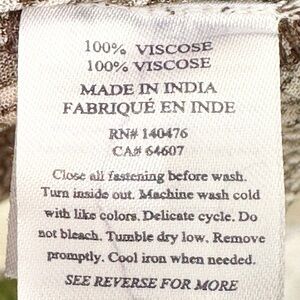 100% VISCOSE
100% VISCOSE
MADE IN INDIA
FABRIQUÉ EN INDE
RN# 140476
CA# 64607
Close all fastening before wash.
Turn inside out. Machine wash cold
with like colors. Delicate cycle. Do
not bleach. Tumble dry low. Remove
promptly. Cool iron when needed.
SEE REVERSE FOR MORE